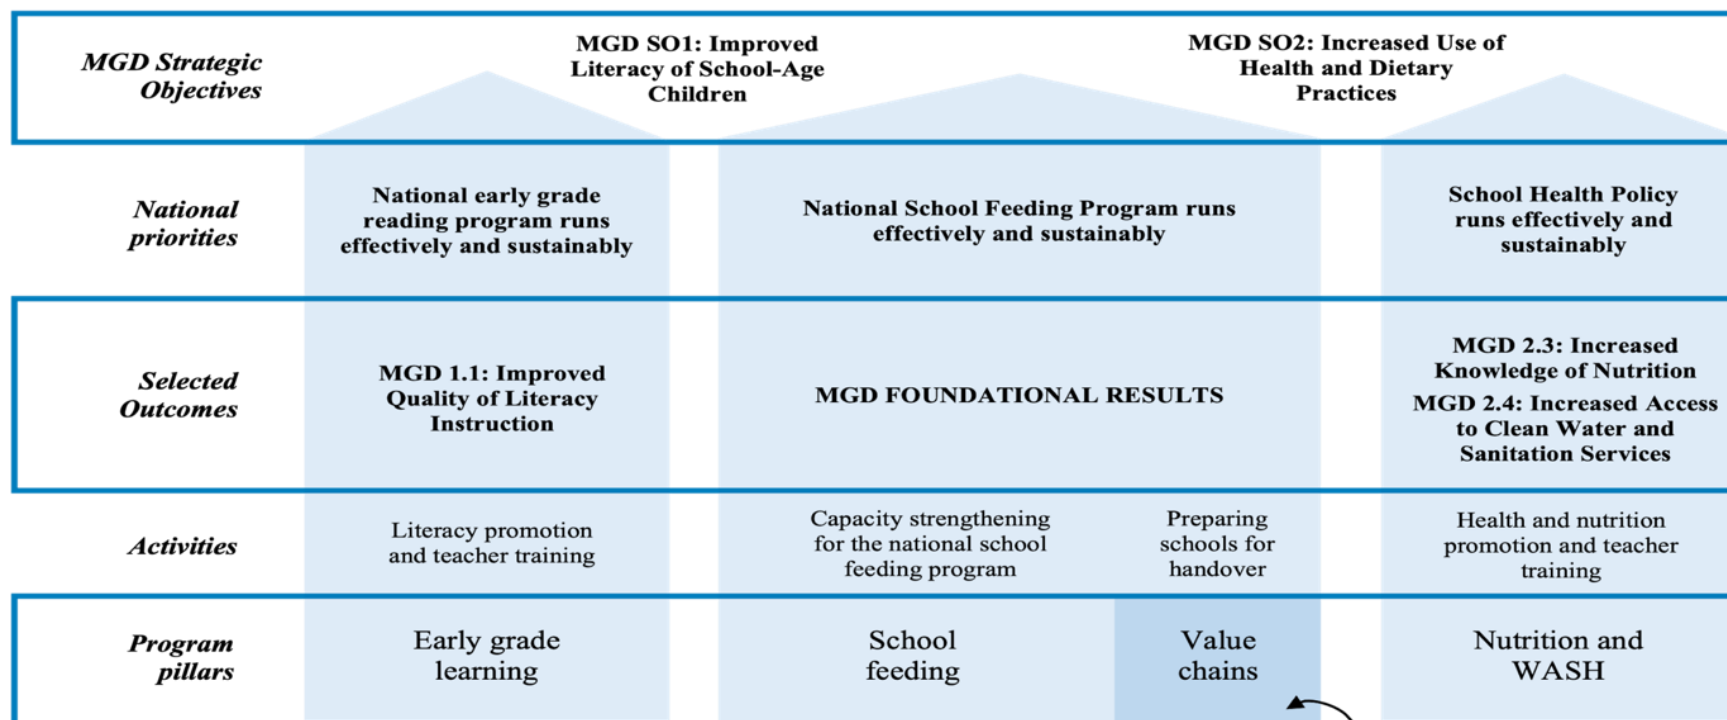 MGD Strategic
Objectives
MGD SO1: Improved
Literacy of School-Age
Children
MGD SO2: Increased Use of
Health and Dietary
Practices
National
priorities
National early grade
reading program runs
effectively and sustainably
National School Feeding Program runs
effectively and sustainably
School Health Policy
runs effectively and
sustainably
Selected
Outcomes
MGD 1.1: Improved
Quality of Literacy
Instruction
MGD FOUNDATIONAL RESULTS
MGD 2.3: Increased
Knowledge of Nutrition
MGD 2.4: Increased Access
to Clean Water and
Sanitation Services
Activities
Literacy promotion
and teacher training
Capacity strengthening
for the national school
feeding program
Preparing
schools for
handover
Health and nutrition
promotion and teacher
training
Program
pillars
Early grade
learning
School
feeding
Value
chains
Nutrition and
WASH